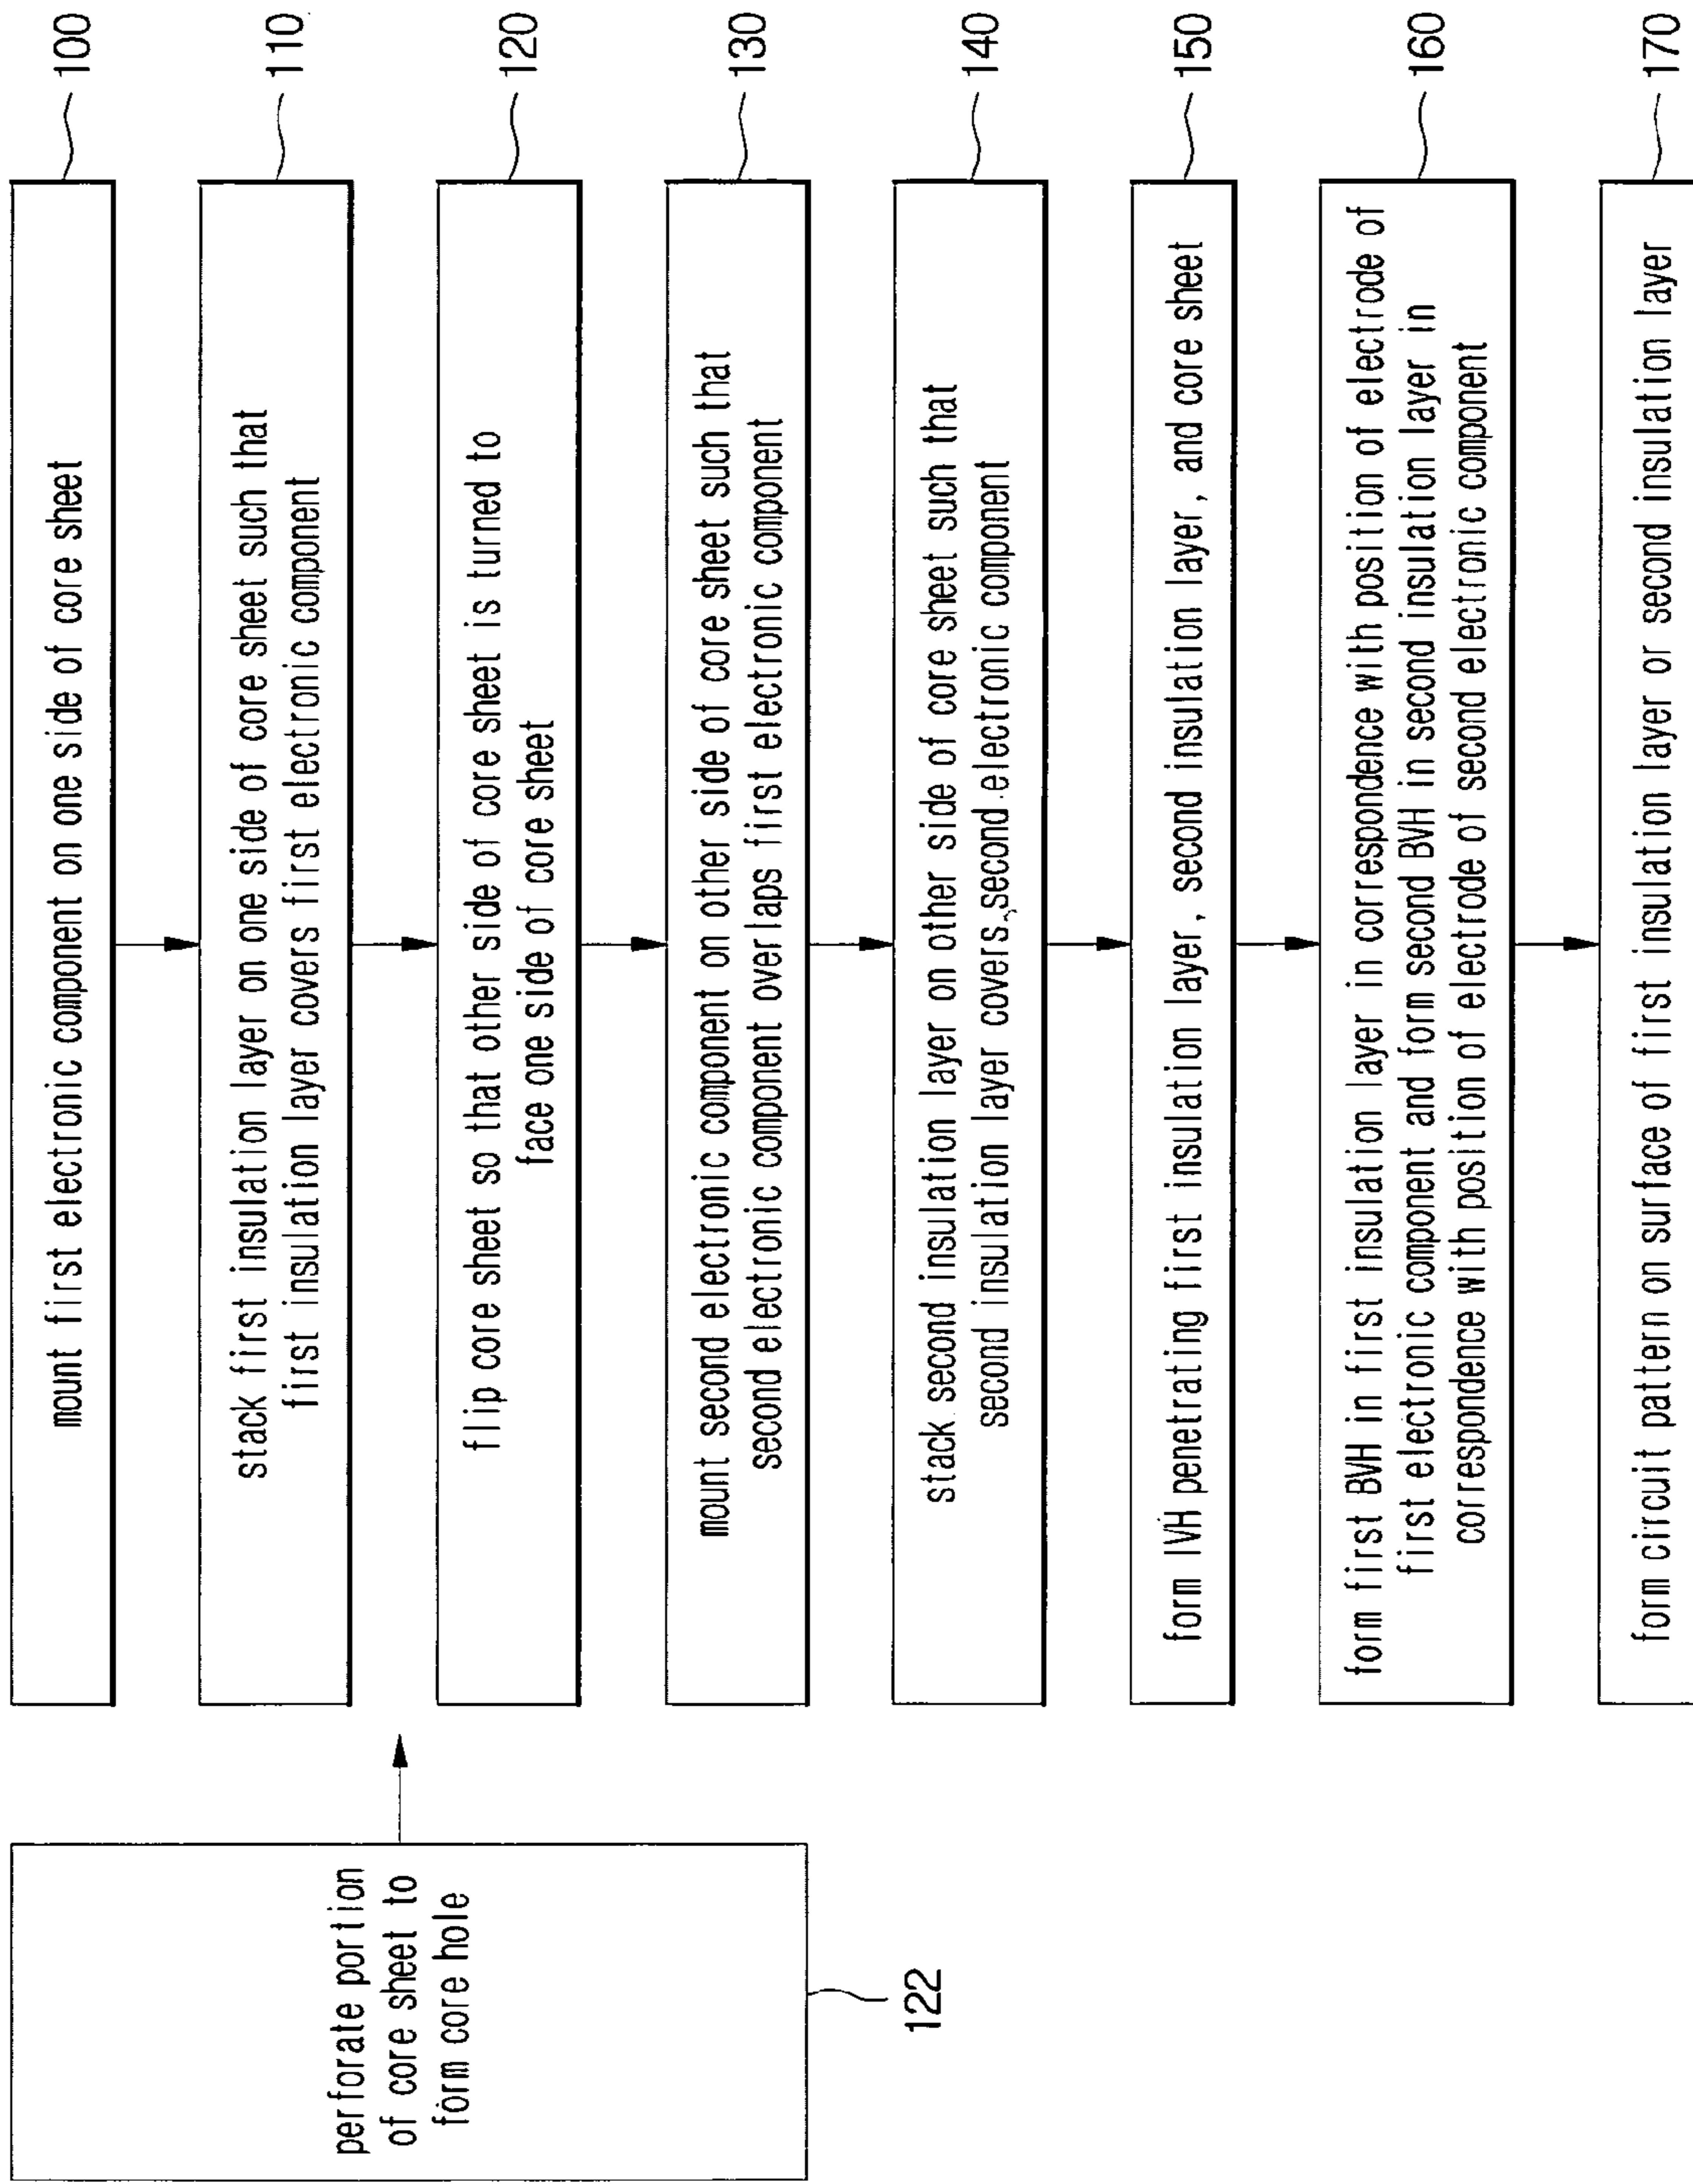 mount first electronic component on one side of core sheet
100
stack first insulation layer on one side of core sheet such that
first insulation layer covers first electronic component
110
flip core sheet so that other side of core sheet is turned to
face one side of core sheet
120
perforate portion
of core sheet to
form core hole
122
mount second electronic component on other side of core sheet such that
second electronic component overlaps first electronic component
130
stack second insulation layer on other side of core sheet such that
second insulation layer covers second electronic component
140
form IVH penetrating first insulation layer, second insulation layer, and core sheet
150
form first BVH in first insulation layer in correspondence with position of electrode of
first electronic component and form second BVH in second insulation layer in
correspondence with position of electrode of second electronic component
160
form circuit pattern on surface of first insulation layer or second insulation layer
170